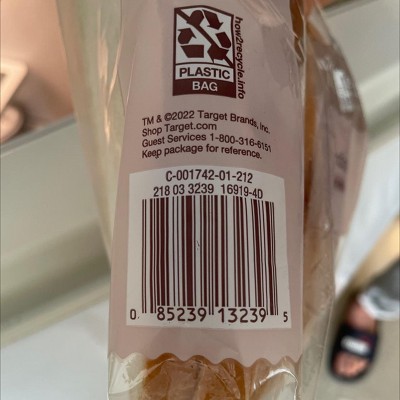 how2recycle.info
PLASTIC
BAG
TM & ©2022 Target Brands, Inc.
Shop Target.com
Guest Services 1-800-316-6151
Keep package for reference.
C-001742-01-212
218 03 3239 16919-4D
0 85239 13239 5